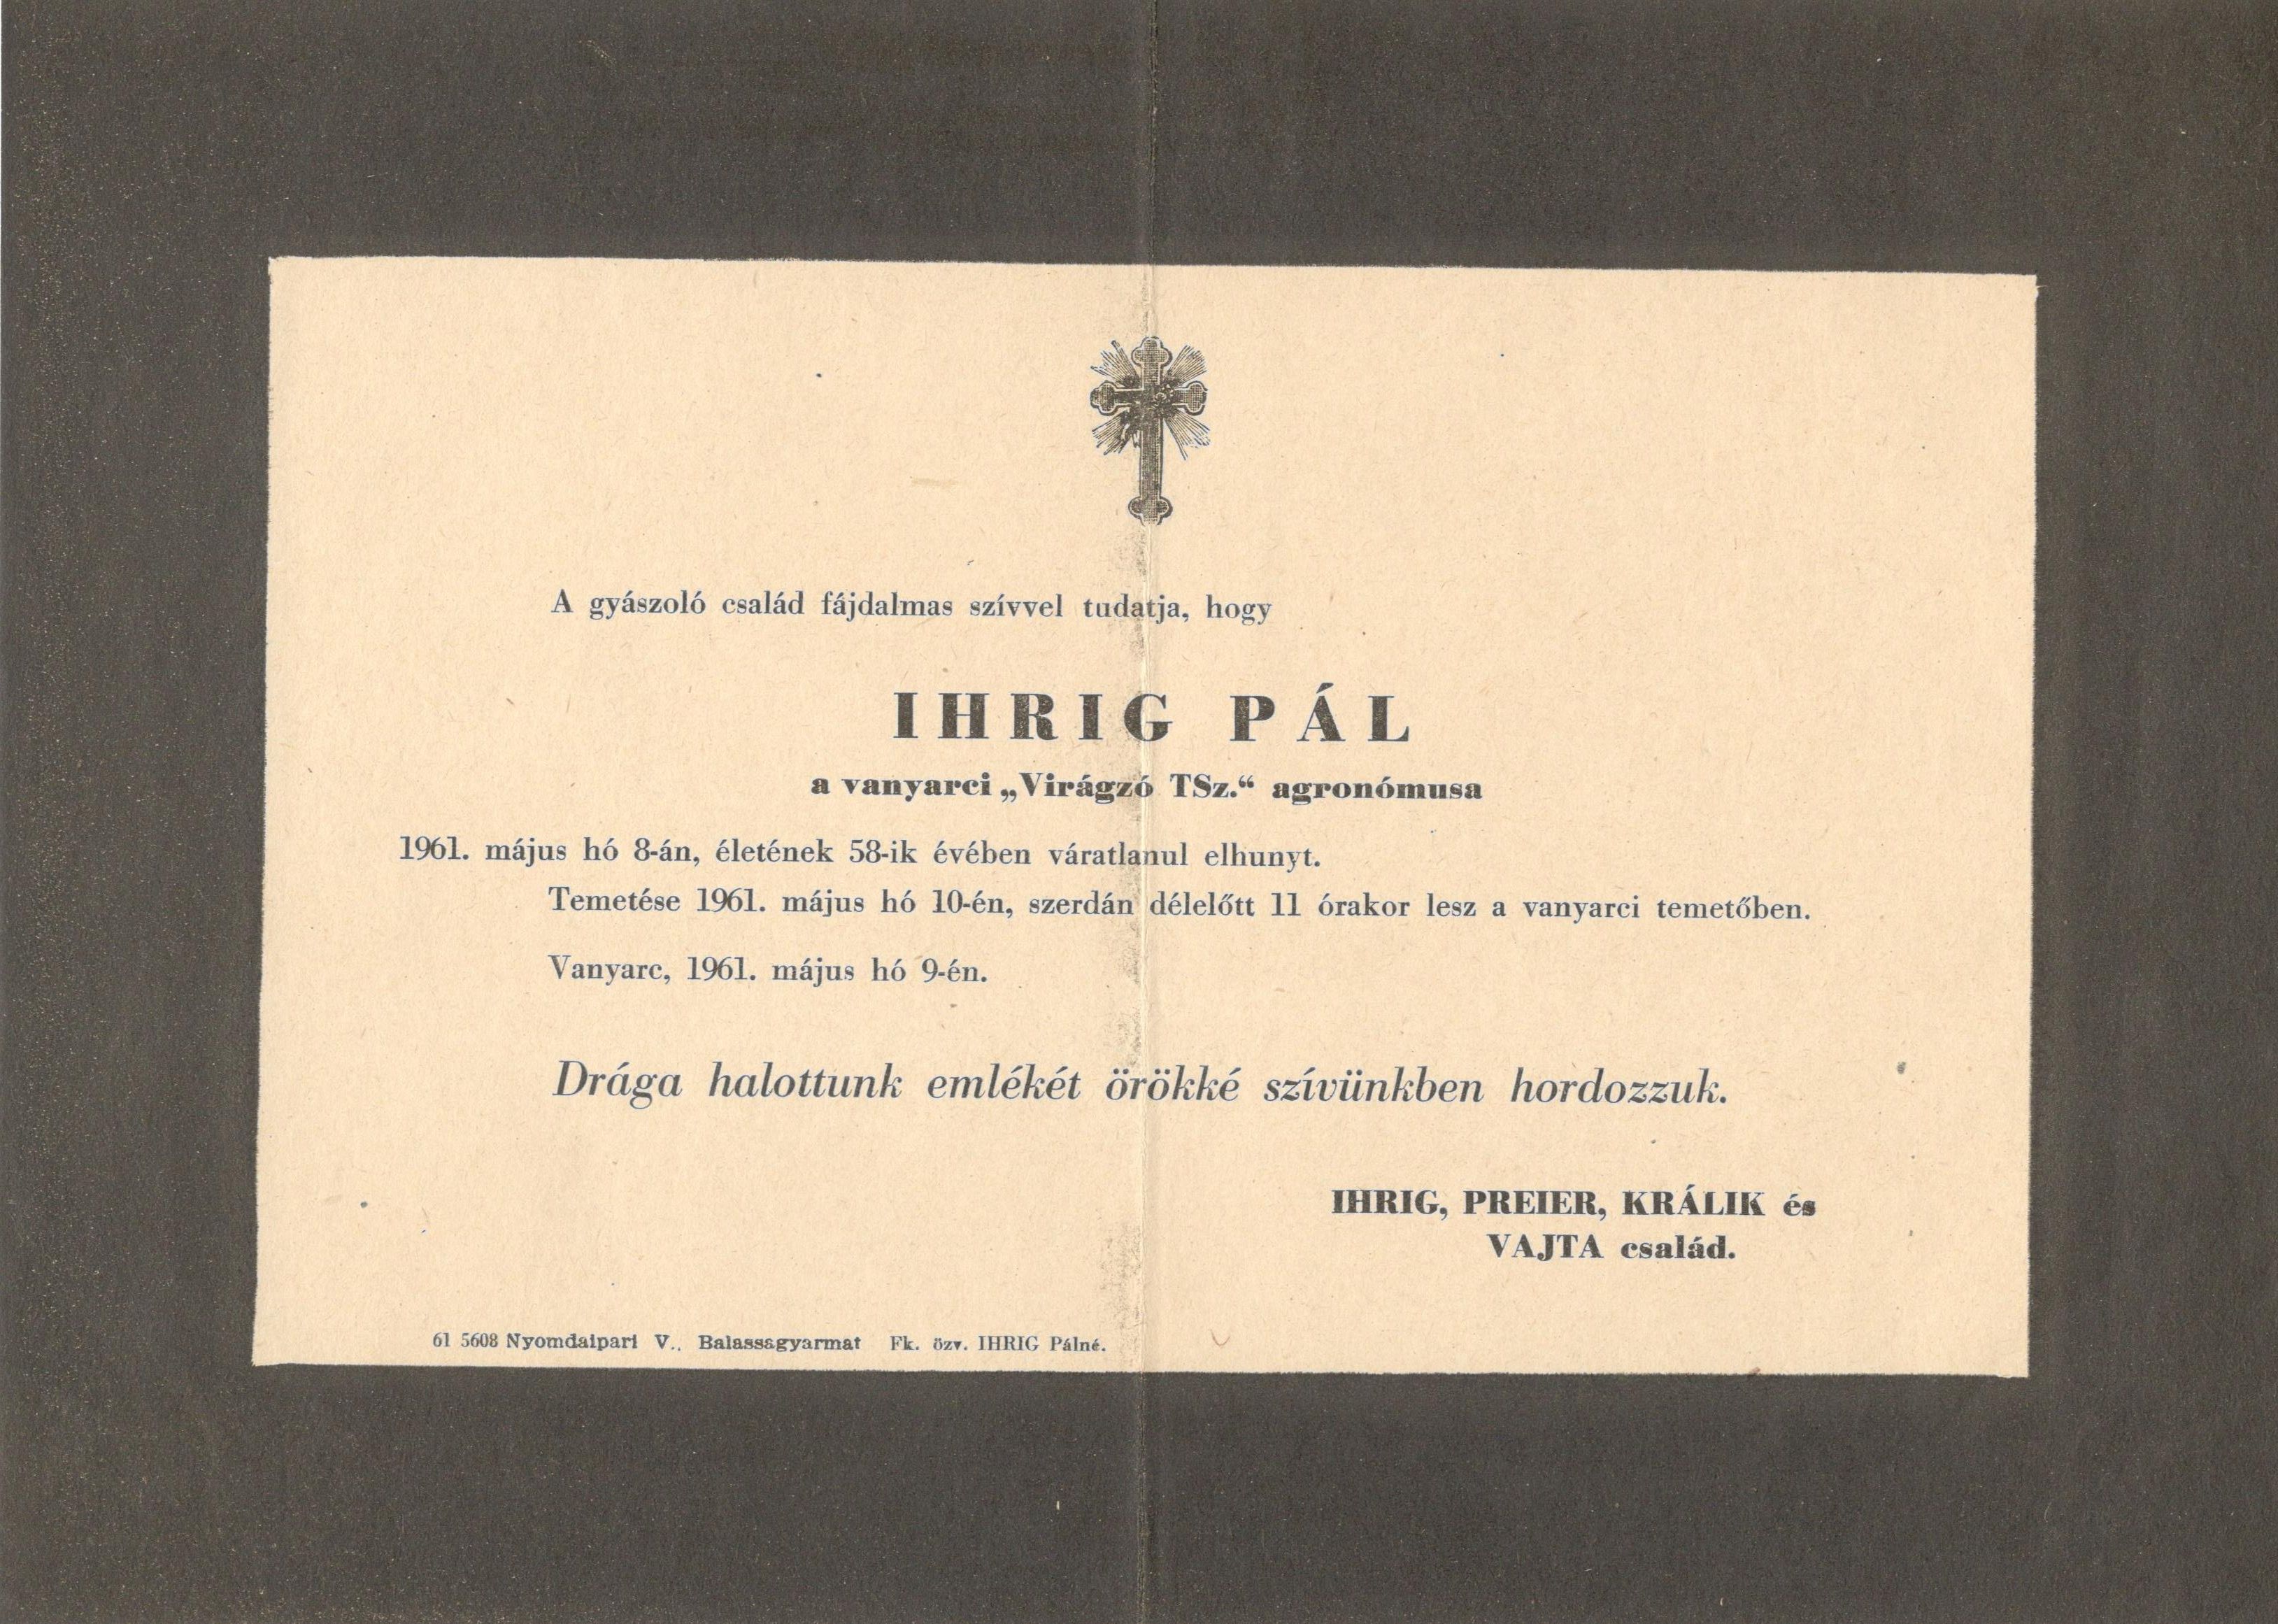 A gyászoló család fájdalmas szívvel tudatja, hogy
IHRIG PÁL
a vanyarci „Virágzó TSz.“ agronómusa
1961. május hó 8-án, életének 58-ik évében váratlanul elhunyt.
Temetése 1961. május hó 10-én, szerdán délelőtt 11 órakor lesz a vanyarci temetőben.
Vanyarc, 1961. május hó 9-én.
Drága halottunk emlékét örökké szívünkben hordozzuk.
IHRIG, PREIER, KRÁLIK és
VAJTA család.
61 5608 Nyomdaipari V., Balassagyarmat Fk. özv. IHRIG Pálné.